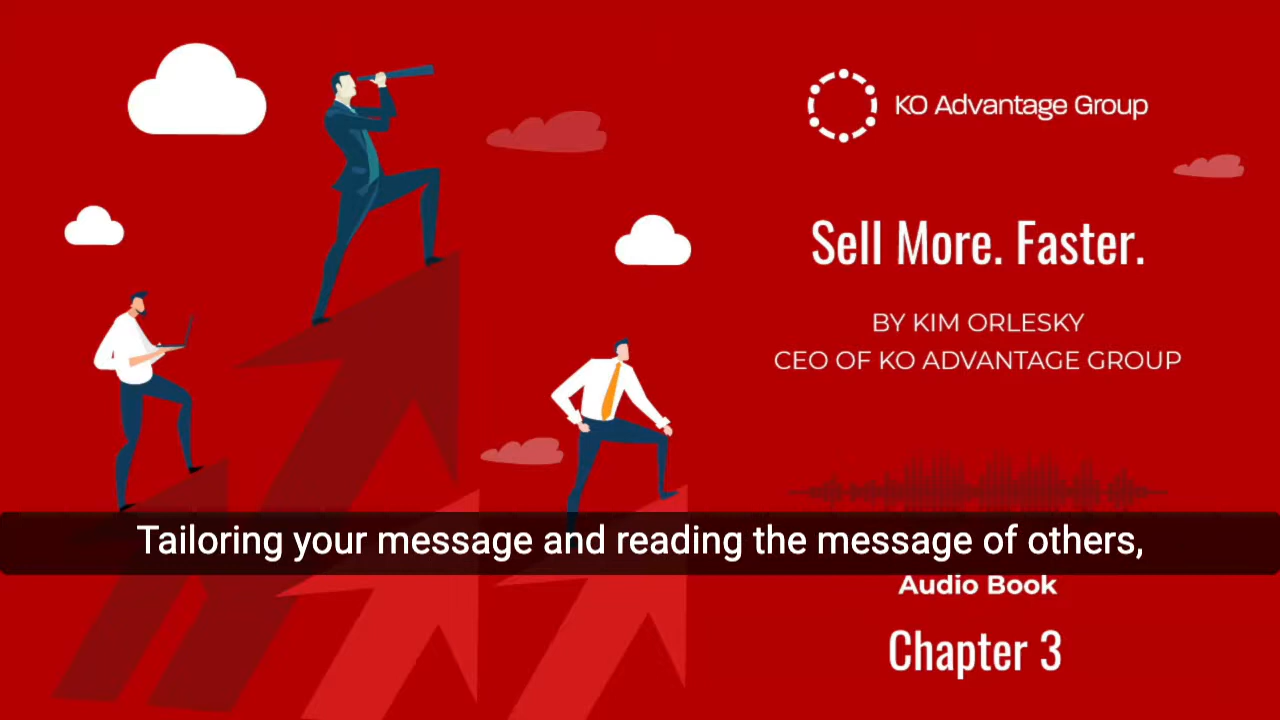 KO Advantage Group
Sell More. Faster.
BY KIM ORLESKY
CEO OF KO ADVANTAGE GROUP
Tailoring your message and reading the message of others,
Audio Book
Chapter 3